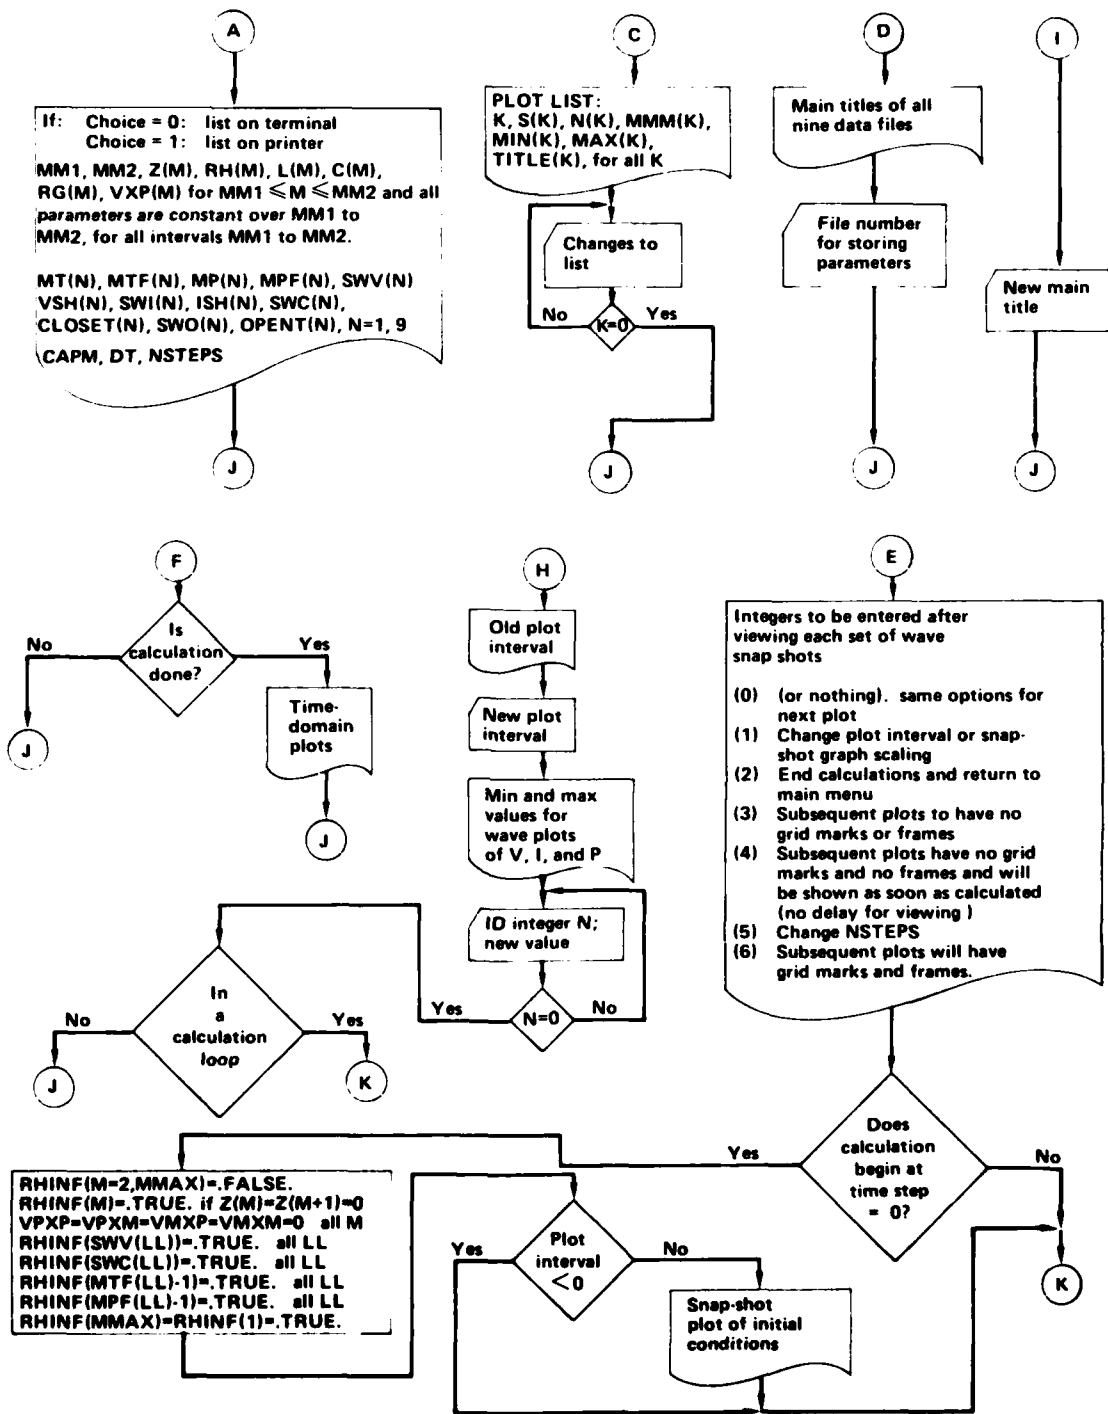 A
If: Choice = 0: list on terminal
Choice = 1: list on printer
MM1, MM2, Z(M), RH(M), L(M), C(M),
RG(M), VXP(M) for MM1 ≤ M ≤ MM2 and all
parameters are constant over MM1 to
MM2, for all intervals MM1 to MM2.
MT(N), MTF(N), MP(N), MPF(N), SWV(N)
VSH(N), SWI(N), ISH(N), SWC(N),
CLOSET(N), SWO(N), OPENT(N), N=1, 9
CAPM, DT, NSTEPS
J
C
PLOT LIST:
K, S(K), N(K), MMM(K),
MIN(K), MAX(K),
TITLE(K), for all K
Changes to
list
No
K=0
Yes
J
D
Main titles of all
nine data files
File number
for storing
parameters
J
I
New main
title
J
F
Is
calculation
done?
No
Yes
J
Time-
domain
plots
J
H
Old plot
interval
New plot
interval
Min and max
values for
wave plots
of V, I, and P
ID integer N;
new value
Yes
N=0
No
In
a
calculation
loop
No
Yes
J
K
E
Integers to be entered after
viewing each set of wave
snap shots
(0) (or nothing). same options for
next plot
(1) Change plot interval or snap-
shot graph scaling
(2) End calculations and return to
main menu
(3) Subsequent plots to have no
grid marks or frames
(4) Subsequent plots have no grid
marks and no frames and will
be shown as soon as calculated
(no delay for viewing )
(5) Change NSTEPS
(6) Subsequent plots will have
grid marks and frames.
Does
calculation
begin at
time step
= 0?
Yes
No
RHINF(M=2,MMAX)=.FALSE.
RHINF(M)=.TRUE. if Z(M)=Z(M+1)=0
VPXP=VPXM=VMXP=VMXM=0 all M
RHINF(SWV(LL))=.TRUE. all LL
RHINF(SWC(LL))=.TRUE. all LL
RHINF(MTF(LL)-1)=.TRUE. all LL
RHINF(MPF(LL)-1)=.TRUE. all LL
RHINF(MMAX)=RHINF(1)=.TRUE.
Plot
interval
<0
Yes
No
Snap-shot
plot of initial
conditions
K